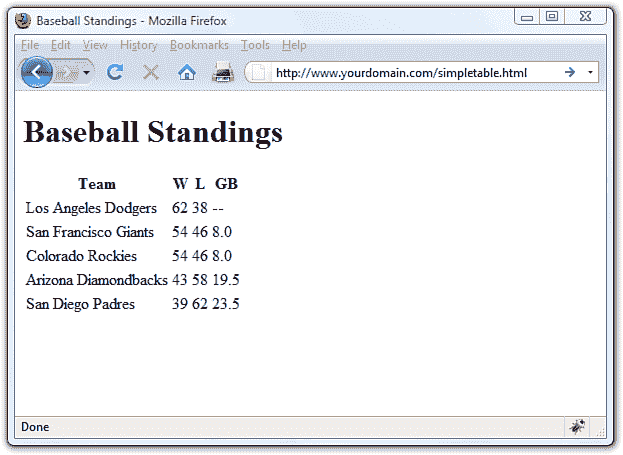 Baseball Standings - Mozilla Firefox
File Edit View History Bookmarks Tools Help
http://www.yourdomain.com/simpletable.html
Baseball Standings
Team W L GB
Los Angeles Dodgers 62 38 --
San Francisco Giants 54 46 8.0
Colorado Rockies 54 46 8.0
Arizona Diamondbacks 43 58 19.5
San Diego Padres 39 62 23.5
Done